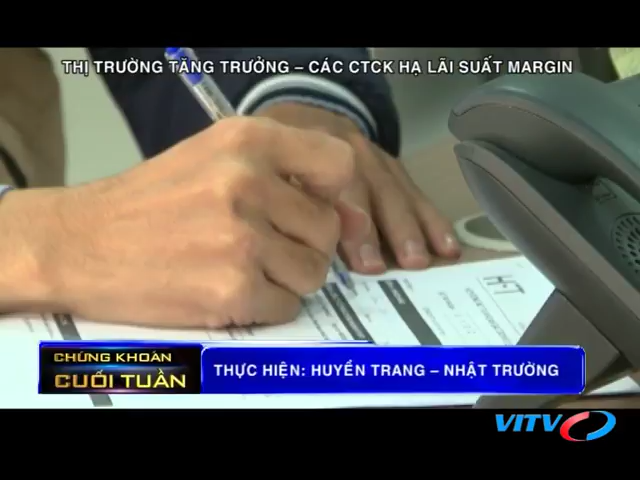 THỊ TRƯỜNG TĂNG TRƯỞNG – CÁC CTCK HẠ LÃI SUẤT MARGIN
HFT
CHỨNG KHOÁN
CUỐI TUẦN
THỰC HIỆN: HUYỀN TRANG – NHẬT TRƯỜNG
VITV